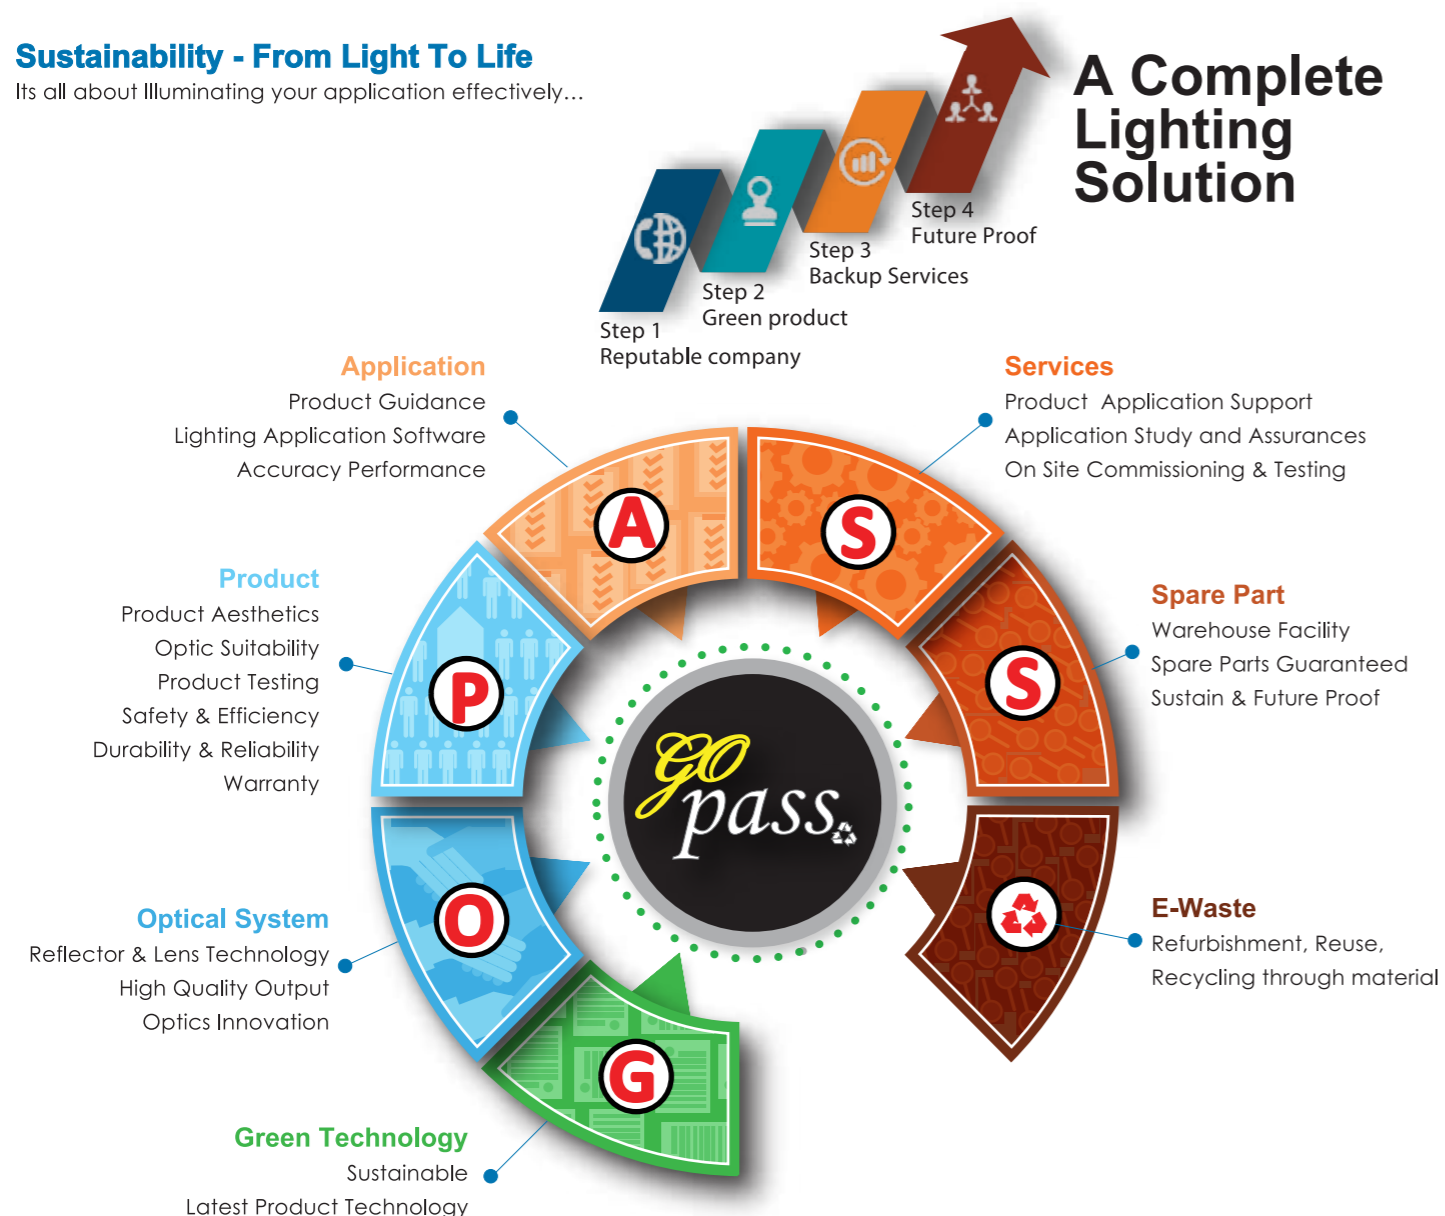 Sustainability - From Light To Life
Its all about Illuminating your application effectively...
A Complete
Lighting
Solution
Step 1
Reputable company
Step 2
Green product
Step 3
Backup Services
Step 4
Future Proof
Application
Product Guidance
Lighting Application Software
Accuracy Performance
Services
Product Application Support
Application Study and Assurances
On Site Commissioning & Testing
Product
Product Aesthetics
Optic Suitability
Product Testing
Safety & Efficiency
Durability & Reliability
Warranty
Spare Part
Warehouse Facility
Spare Parts Guaranteed
Sustain & Future Proof
Optical System
Reflector & Lens Technology
High Quality Output
Optics Innovation
E-Waste
Refurbishment, Reuse,
Recycling through material
Green Technology
Sustainable
Latest Product Technology
G
O
P
A
S
S
GO
pass